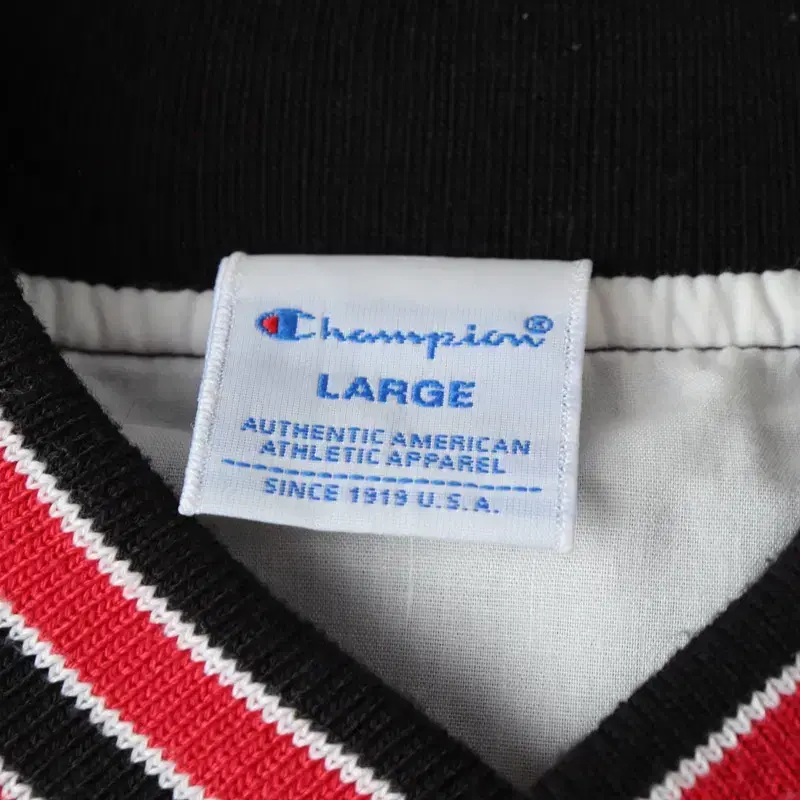 Champion®
LARGE
AUTHENTIC AMERICAN
ATHLETIC APPAREL
SINCE 1919 U.S.A.